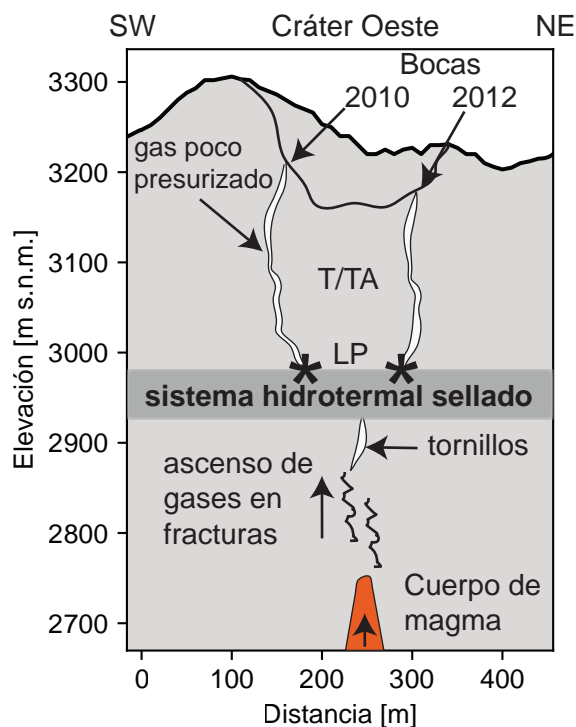 SW Cráter Oeste NE
Bocas
2010 2012
gas poco
presurizado
T/TA
LP
sistema hidrotermal sellado
tornillos
ascenso de
gases en
fracturas
Cuerpo de
magma
Elevación [m s.n.m.]
3300
3200
3100
3000
2900
2800
2700
0 100 200 300 400
Distancia [m]